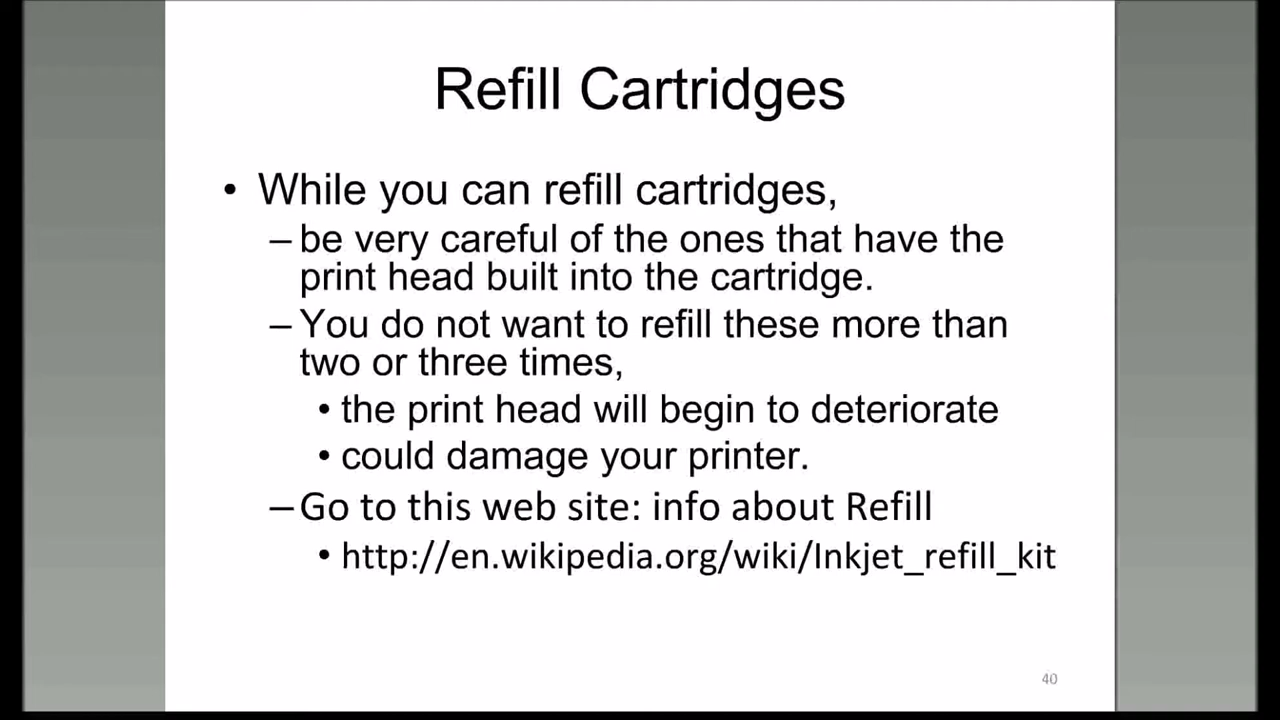 Refill Cartridges
• While you can refill cartridges,
– be very careful of the ones that have the
print head built into the cartridge.
– You do not want to refill these more than
two or three times,
• the print head will begin to deteriorate
• could damage your printer.
– Go to this web site: info about Refill
• http://en.wikipedia.org/wiki/Inkjet_refill_kit
40